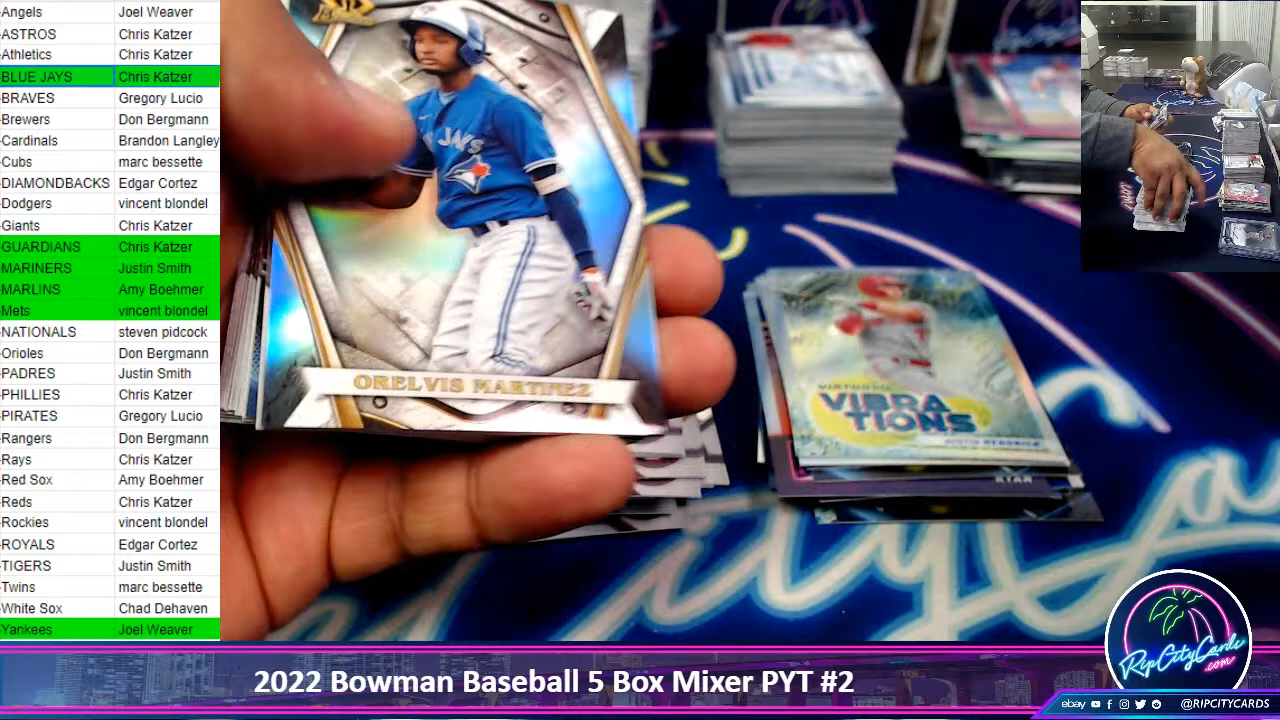 -Angels Joel Weaver
-ASTROS Chris Katzer
-Athletics Chris Katzer
-BLUE JAYS Chris Katzer
-BRAVES Gregory Lucio
-Brewers Don Bergmann
-Cardinals Brandon Langley
-Cubs marc bessette
-DIAMONDBACKS Edgar Cortez
-Dodgers vincent blondel
-Giants Chris Katzer
-GUARDIANS Chris Katzer
-MARINERS Justin Smith
-MARLINS Amy Boehmer
-Mets vincent blondel
-NATIONALS steven pidcock
-Orioles Don Bergmann
-PADRES Justin Smith
-PHILLIES Chris Katzer
-PIRATES Gregory Lucio
-Rangers Don Bergmann
-Rays Chris Katzer
-Red Sox Amy Boehmer
-Reds Chris Katzer
-Rockies vincent blondel
-ROYALS Edgar Cortez
-TIGERS Justin Smith
-Twins marc bessette
-White Sox Chad Dehaven
-Yankees Joel Weaver
JAYS
ORELVIS MARTINEZ
VIBRA
TIONS
2022 Bowman Baseball 5 Box Mixer PYT #2
RipCityCards
.com
ebay @RIPCITYCARDS